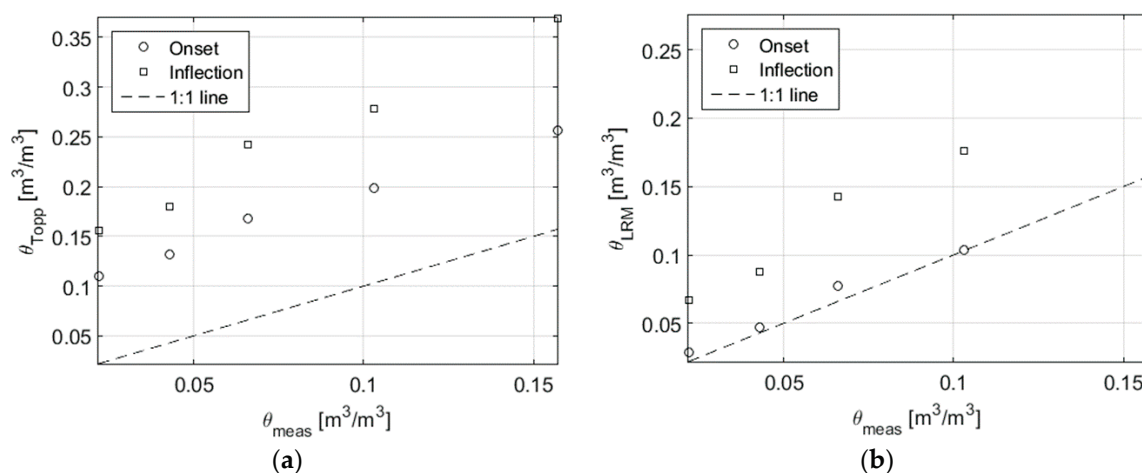 0.35
0.3
0.25
0.2
0.15
0.1
0.05
θTopp [m³/m³]
Onset
Inflection
1:1 line
0.05
0.1
0.15
θmeas [m³/m³]
(a)
0.25
0.2
0.15
0.1
0.05
θLRM [m³/m³]
Onset
Inflection
1:1 line
0.05
0.1
0.15
θmeas [m³/m³]
(b)